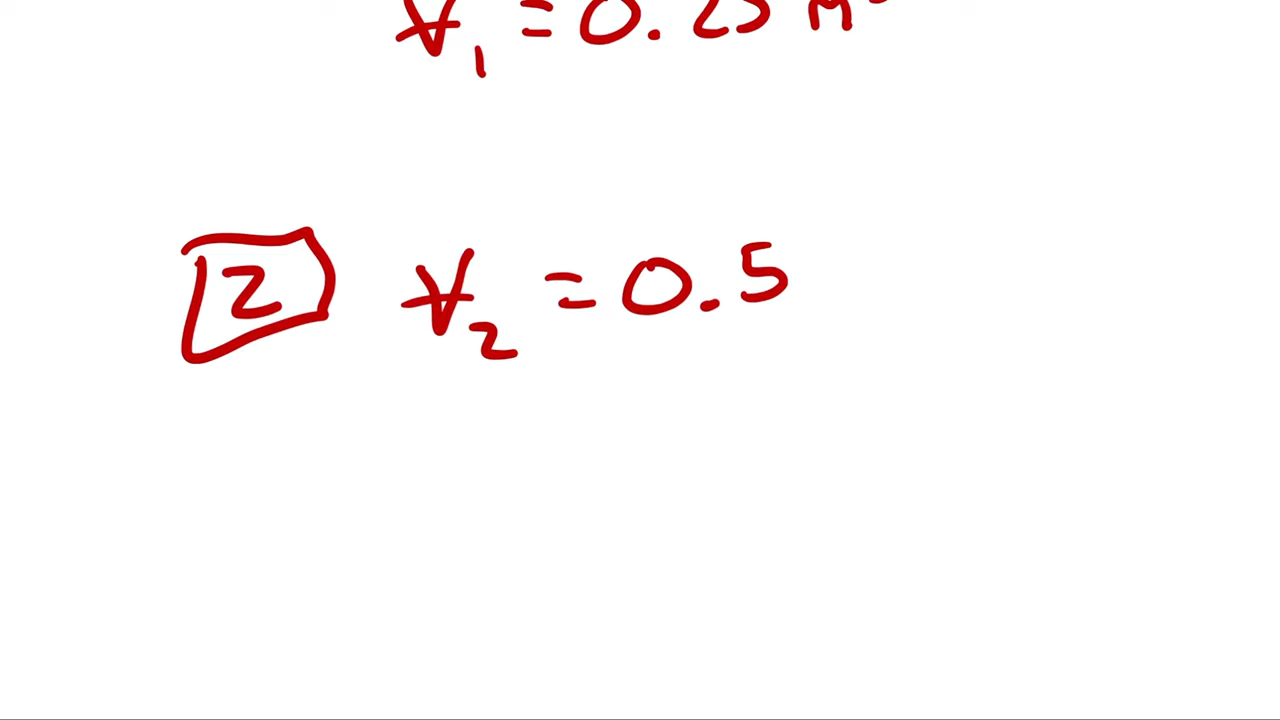 V₁ = 0.25 m³
2 V₂ = 0.5